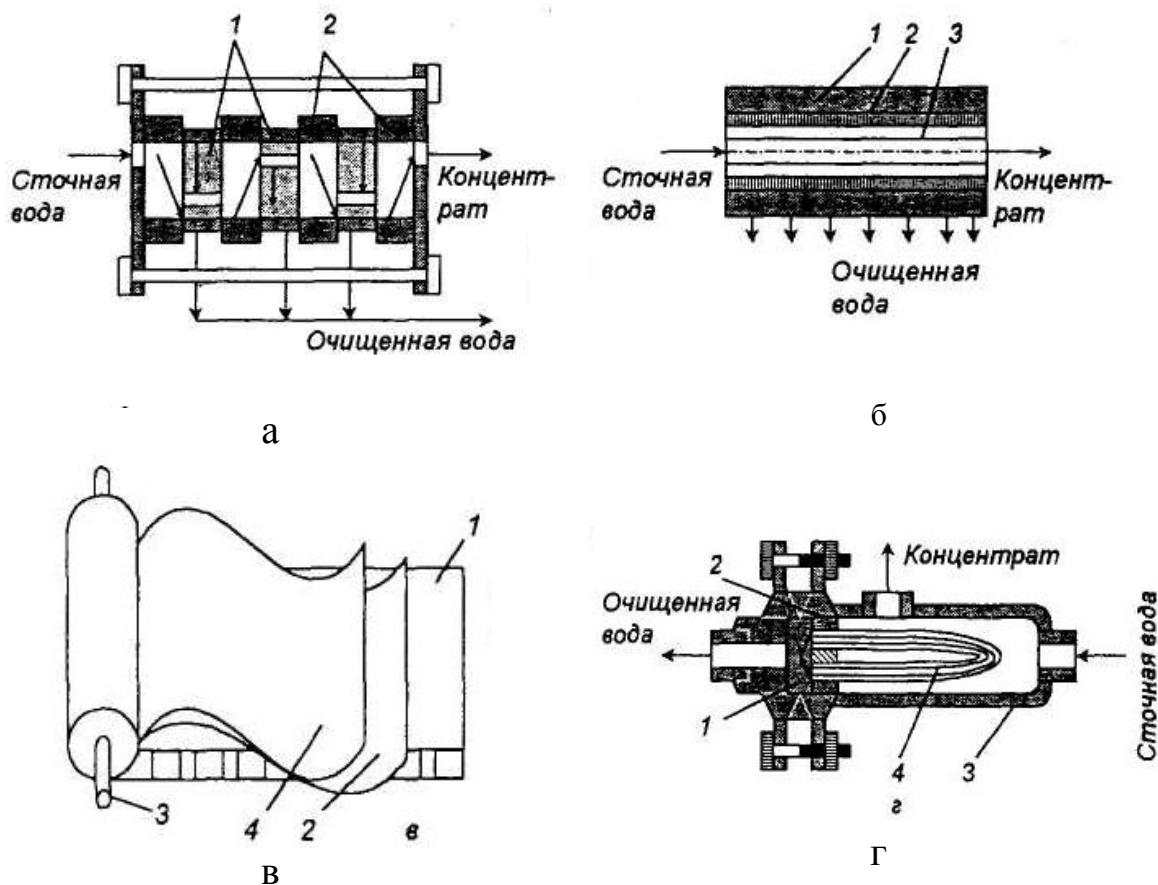 1 2
Сточная
вода
Концент-
рат
Очищенная вода
а
1 2 3
Сточная
вода
Концент-
рат
Очищенная
вода
б
1
3 4 2 в
в
2
Концентрат
Очищенная
вода
Сточная вода
1
4 3
г
г